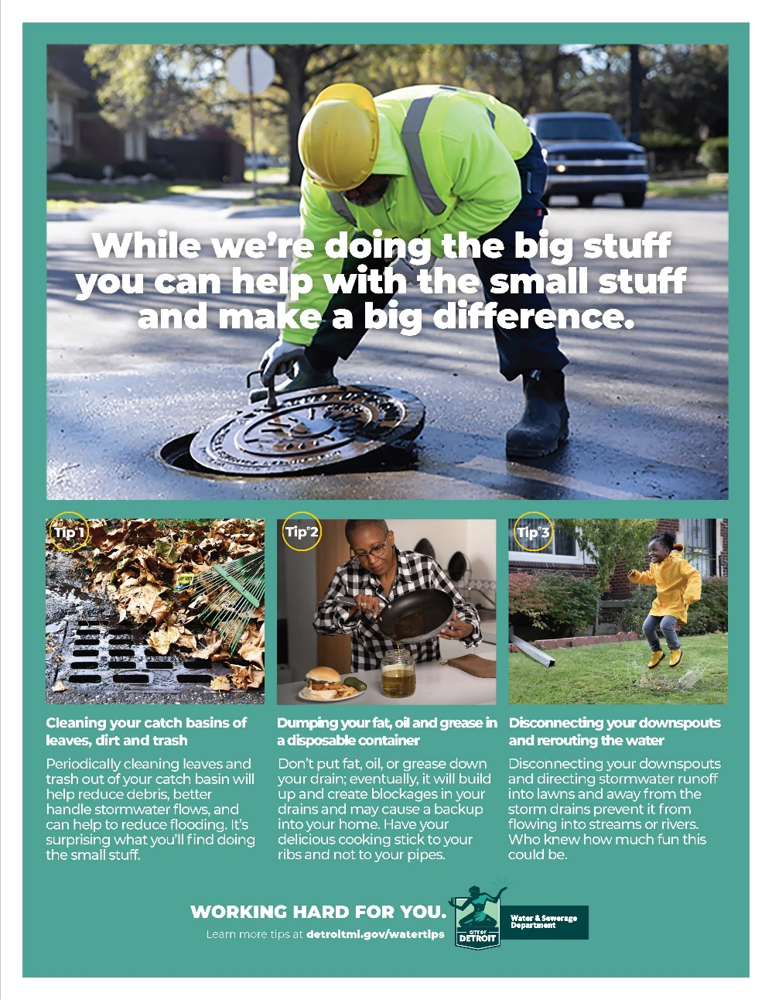 While we're doing the big stuff
you can help with the small stuff
and make a big difference.
Tip#1
Tip#2
Tip#3
Cleaning your catch basins of
leaves, dirt and trash
Periodically cleaning leaves and
trash out of your catch basin will
help reduce debris, better
handle stormwater flows, and
can help to reduce flooding. It's
surprising what you'll find doing
the small stuff.
Dumping your fat, oil and grease in
a disposable container
Don't put fat, oil, or grease down
your drain; eventually, it will build
up and create blockages in your
drains and may cause a backup
into your home. Have your
delicious cooking stick to your
ribs and not to your pipes.
Disconnecting your downspouts
and rerouting the water
Disconnecting your downspouts
and directing stormwater runoff
into lawns and away from the
storm drains prevent it from
flowing into streams or rivers.
Who knew how much fun this
could be.
WORKING HARD FOR YOU.
Learn more tips at detroitmi.gov/watertips
CITY OF
DETROIT
Water & Sewerage
Department